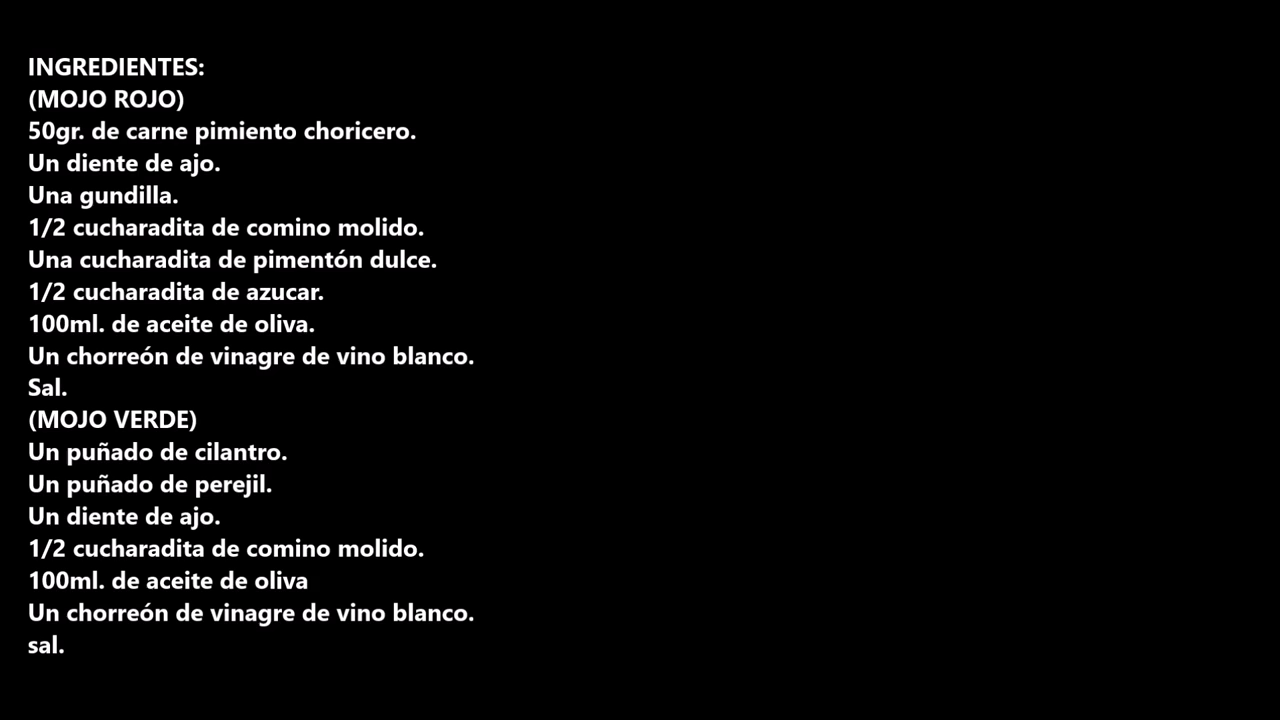 INGREDIENTES:
(MOJO ROJO)
50gr. de carne pimiento choricero.
Un diente de ajo.
Una gundilla.
1/2 cucharadita de comino molido.
Una cucharadita de pimentón dulce.
1/2 cucharadita de azucar.
100ml. de aceite de oliva.
Un chorreón de vinagre de vino blanco.
Sal.
(MOJO VERDE)
Un puñado de cilantro.
Un puñado de perejil.
Un diente de ajo.
1/2 cucharadita de comino molido.
100ml. de aceite de oliva
Un chorreón de vinagre de vino blanco.
sal.